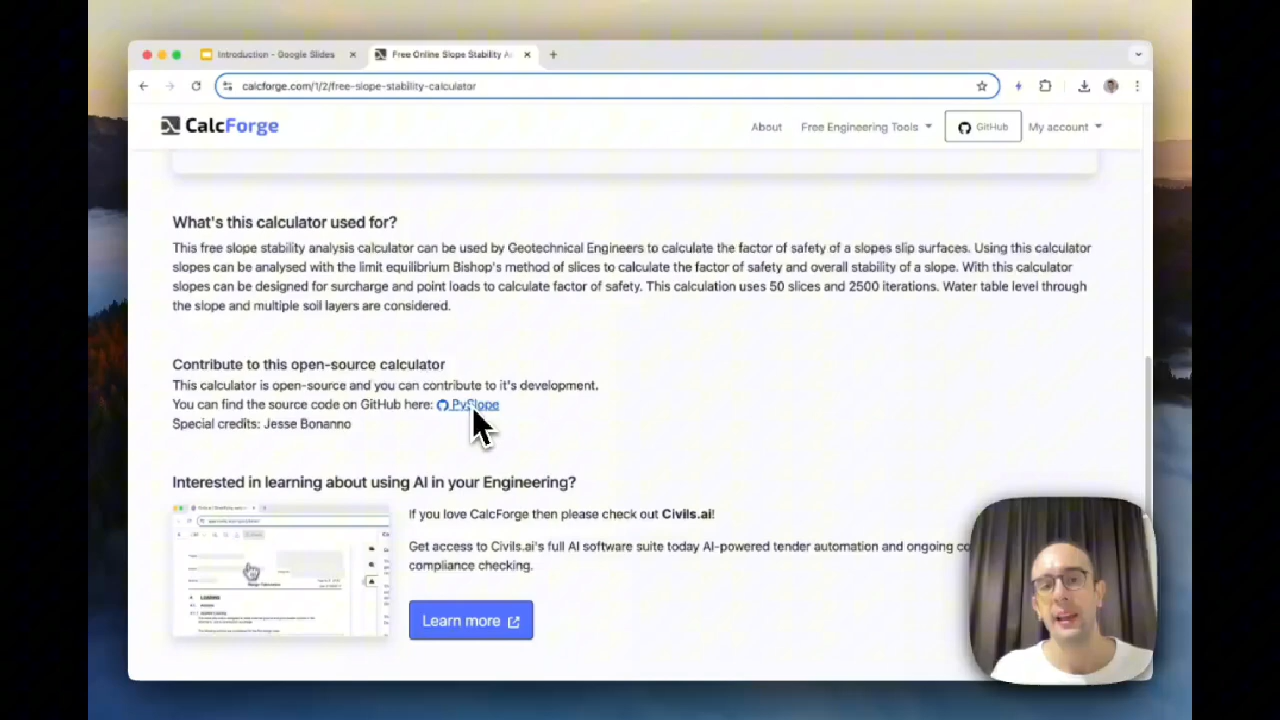 Introduction - Google Slides
Free Online Slope Stability An
calcforge.com/1/2/free-slope-stability-calculator
CalcForge
About
Free Engineering Tools
GitHub
My account
What's this calculator used for?
This free slope stability analysis calculator can be used by Geotechnical Engineers to calculate the factor of safety of a slopes slip surfaces. Using this calculator
slopes can be analysed with the limit equilibrium Bishop's method of slices to calculate the factor of safety and overall stability of a slope. With this calculator
slopes can be designed for surcharge and point loads to calculate factor of safety. This calculation uses 50 slices and 2500 iterations. Water table level through
the slope and multiple soil layers are considered.
Contribute to this open-source calculator
This calculator is open-source and you can contribute to it's development.
You can find the source code on GitHub here: PySlope
Special credits: Jesse Bonanno
Interested in learning about using AI in your Engineering?
If you love CalcForge then please check out Civils.ai!
Get access to Civils.ai's full AI software suite today AI-powered tender automation and ongoing co
compliance checking.
Learn more